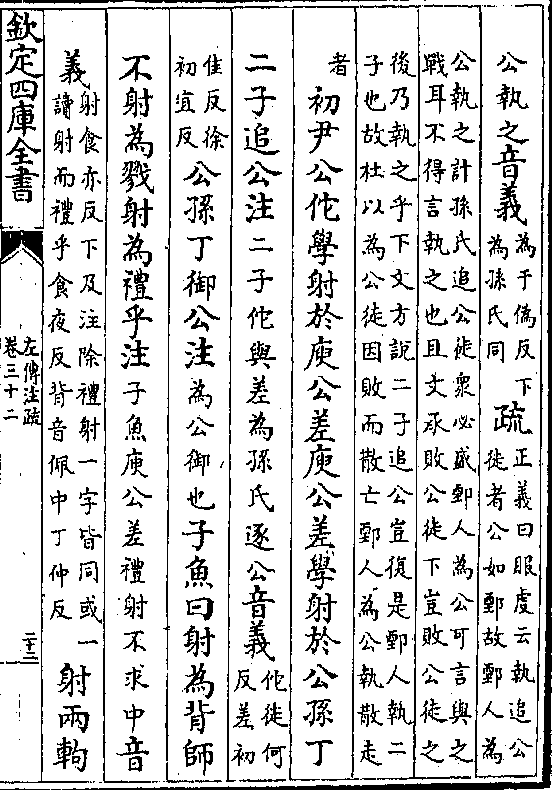 公執之音義為于偽反下
為孫氏同疏正義曰服虔云執追公
徒者公如鄄故鄄人為
公執之計孫氏追公徒衆必盛鄄人為公可言與之
戰耳不得言執之也且文承敗公徒下豈敗公徒之
後乃執之乎下文方說二子追公豈復是鄄人執二
子也故杜以為公徒因敗而散亡鄄人為公執散走
者
初尹公佗學射於庾公差庾公差學射於公孫丁
二子追公注二子佗與差為孫氏逐公音義佗徒何
反差初
佳反徐
初宜反公孫丁御公注為公御也子魚曰射為背師
不射為戮射為禮乎注子魚庾公差禮射不求中音
義射食亦反下及注除禮射一字皆同或一
讀射而禮乎食夜反背音佩中丁仲反射兩軥
欽定四庫全書
左傳注疏
卷三十二
二十二